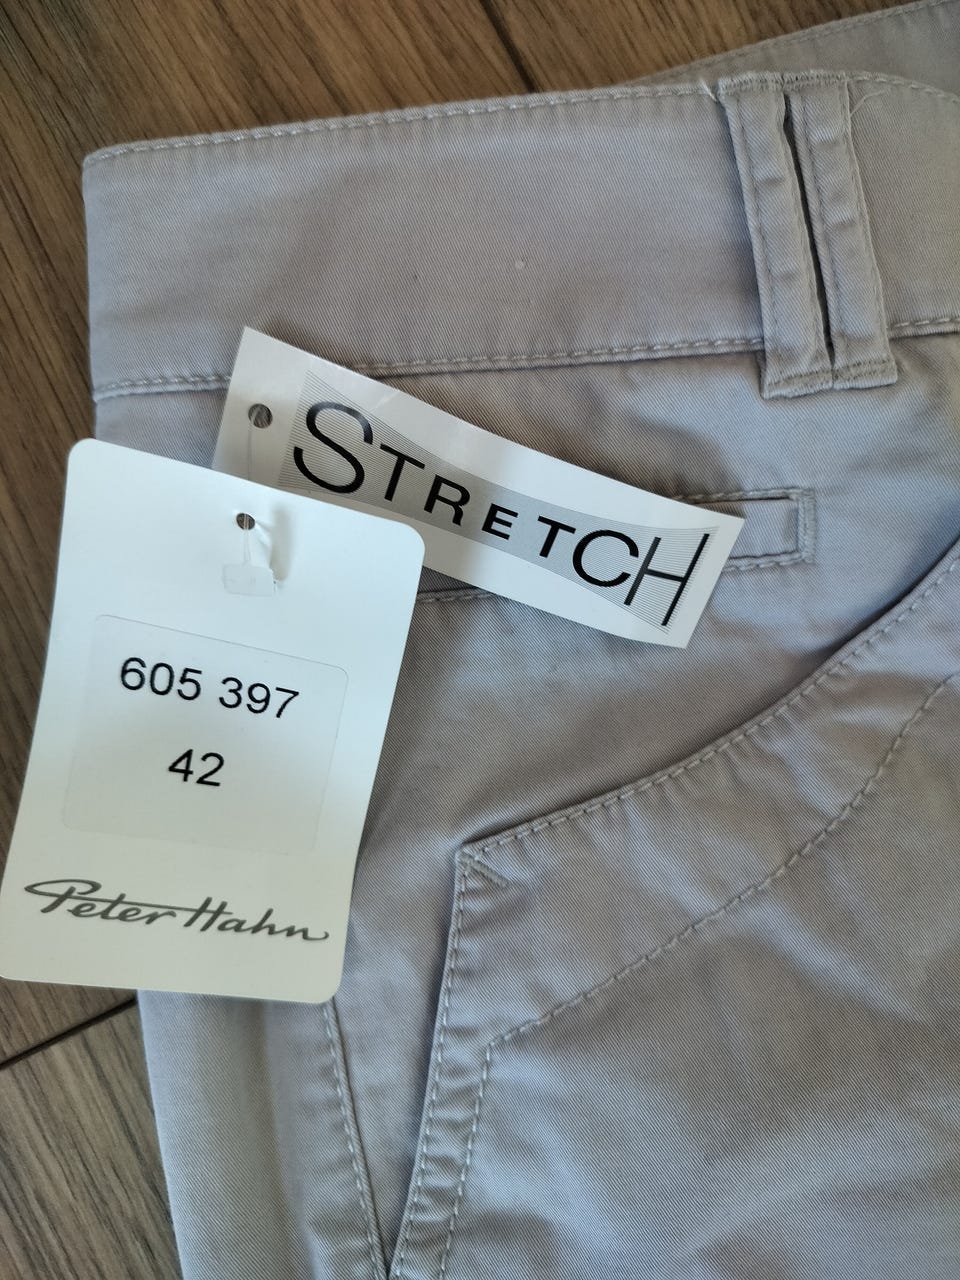 STRETCH
605 397
42
Peter Hahn